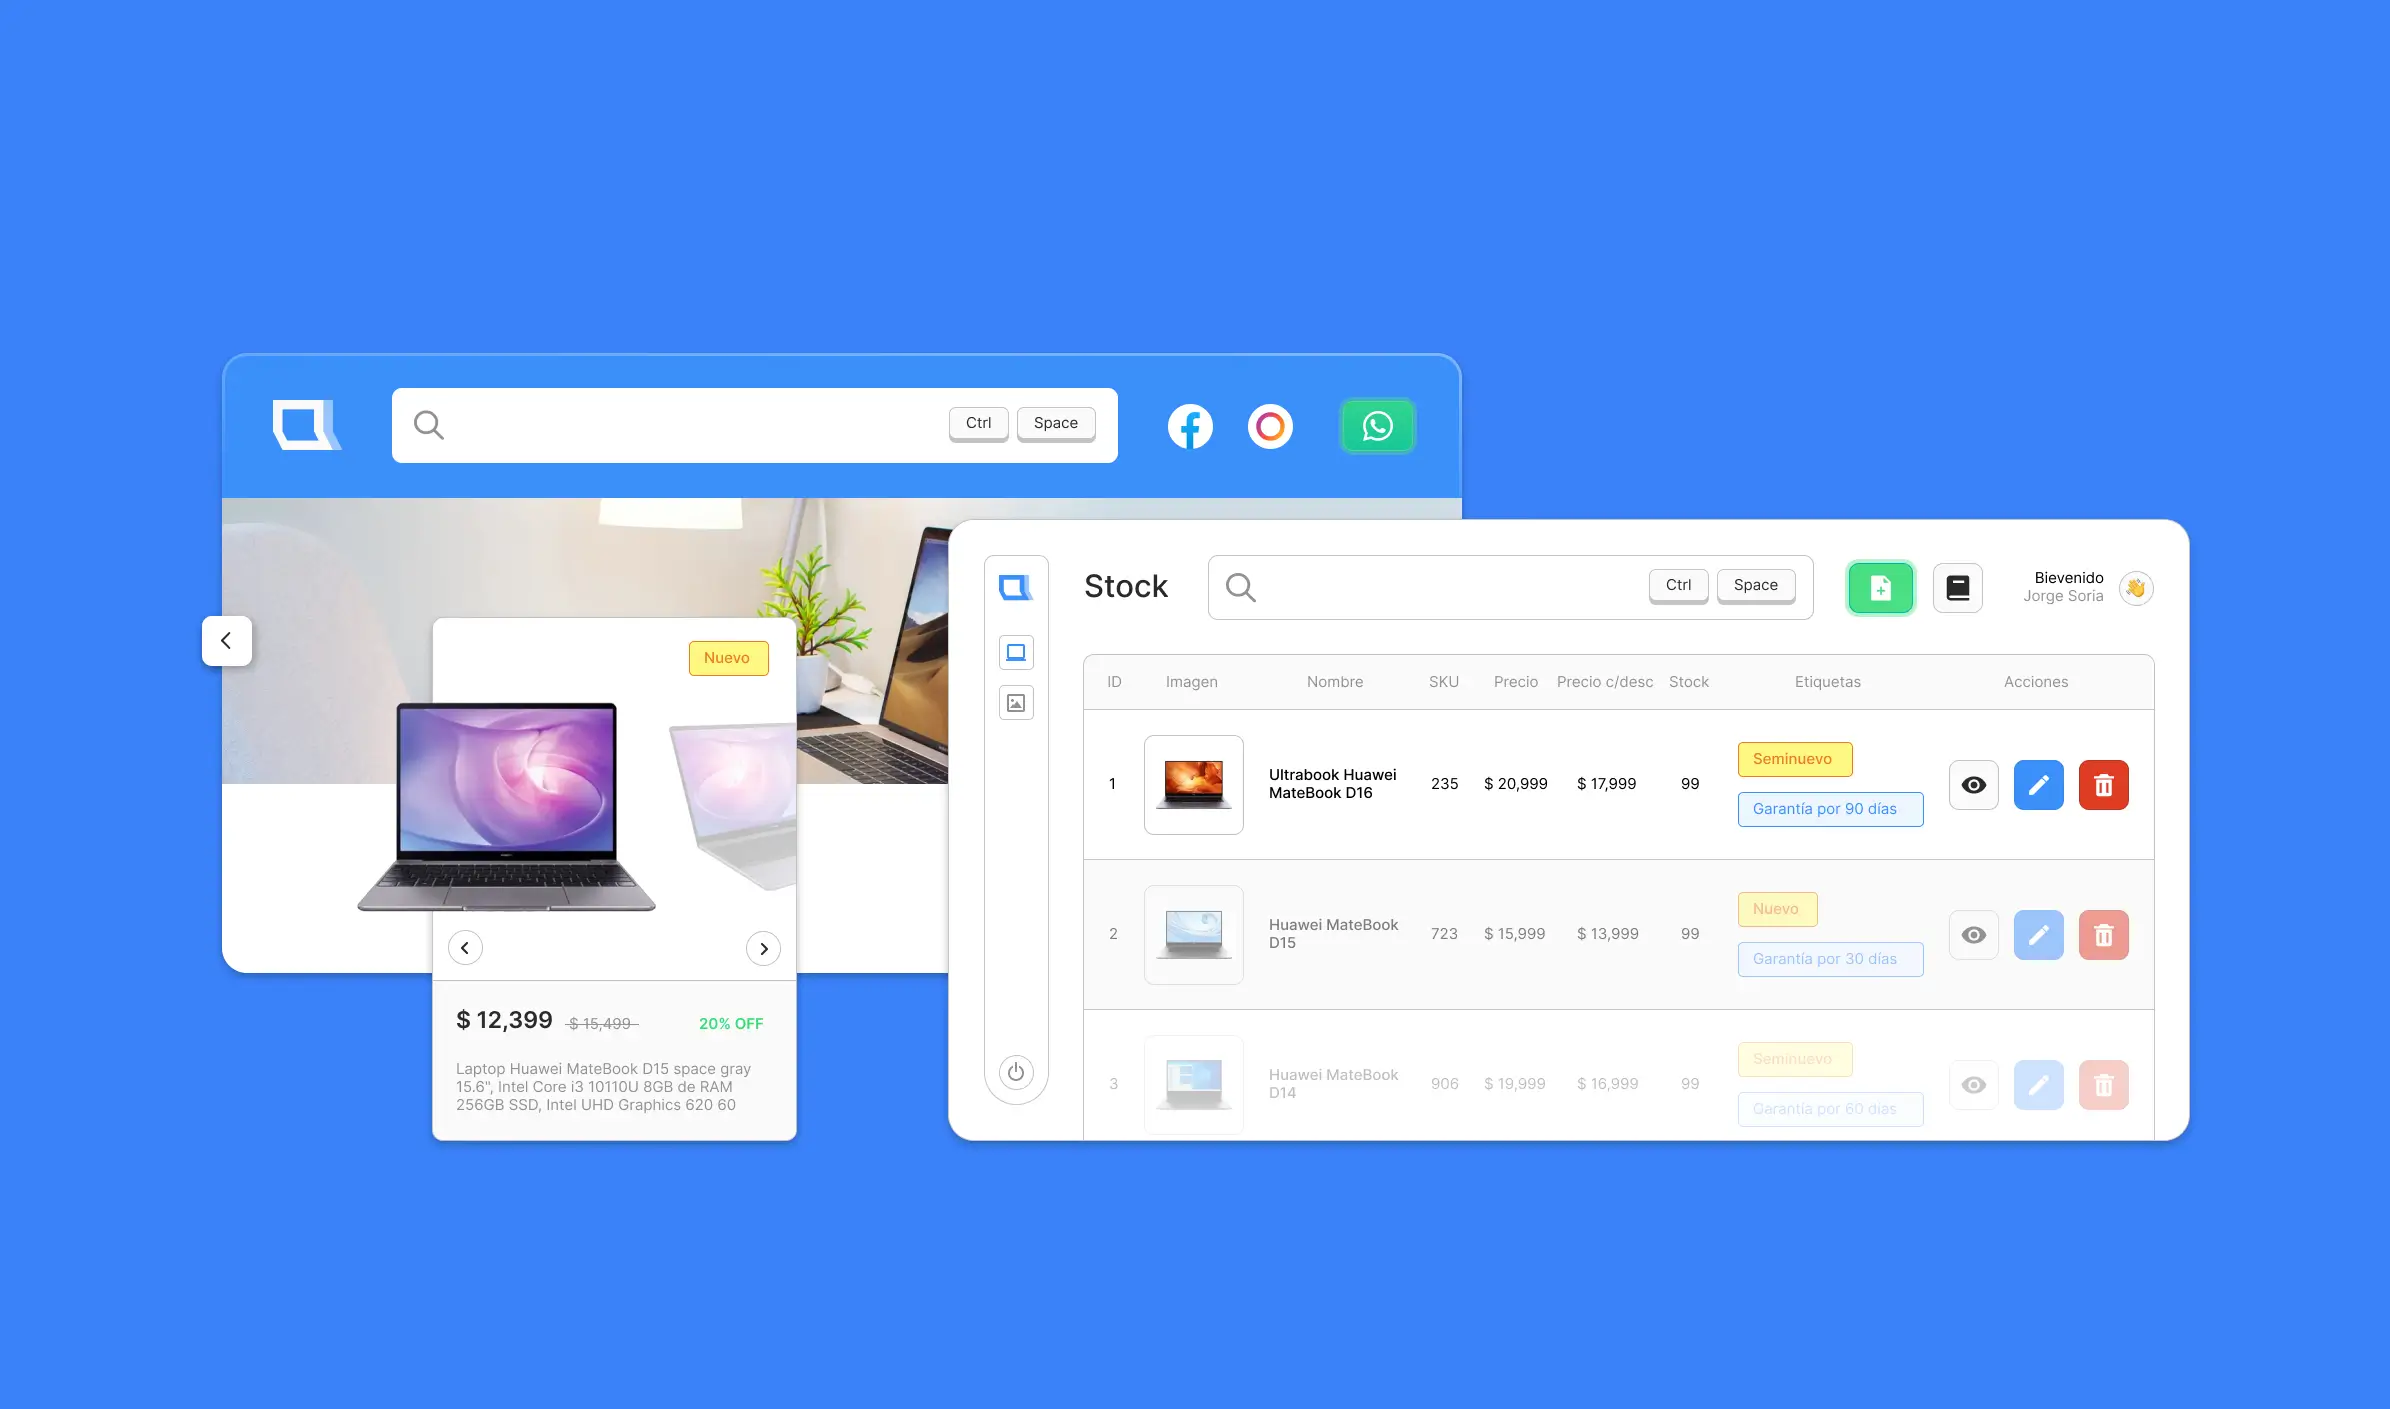 Ctrl Space
Nuevo
$ 12,399 $ 15,499 20% OFF
Laptop Huawei MateBook D15 space gray
15.6", Intel Core i3 10110U 8GB de RAM
256GB SSD, Intel UHD Graphics 620 60
Stock
Ctrl Space
Bievenido
Jorge Soria
ID Imagen Nombre SKU Precio Precio c/desc Stock Etiquetas Acciones
1 Ultrabook Huawei
MateBook D16 235 $ 20,999 $ 17,999 99
Seminuevo
Garantía por 90 días
2 Huawei MateBook
D15 723 $ 15,999 $ 13,999 99
Nuevo
Garantía por 30 días
3 Huawei MateBook
D14 906 $ 19,999 $ 16,999 99
Seminuevo
Garantía por 60 días